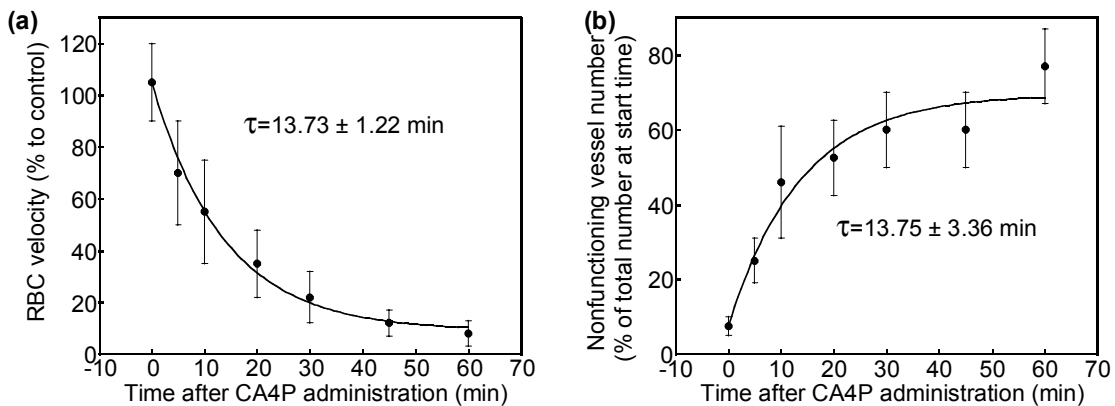 (a)
RBC velocity (% to control)
120
100
80
60
40
20
0
τ=13.73 ± 1.22 min
-10 0 10 20 30 40 50 60 70
Time after CA4P administration (min)
(b)
Nonfunctioning vessel number
(% of total number at start time)
80
60
40
20
0
τ=13.75 ± 3.36 min
-10 0 10 20 30 40 50 60 70
Time after CA4P administration (min)